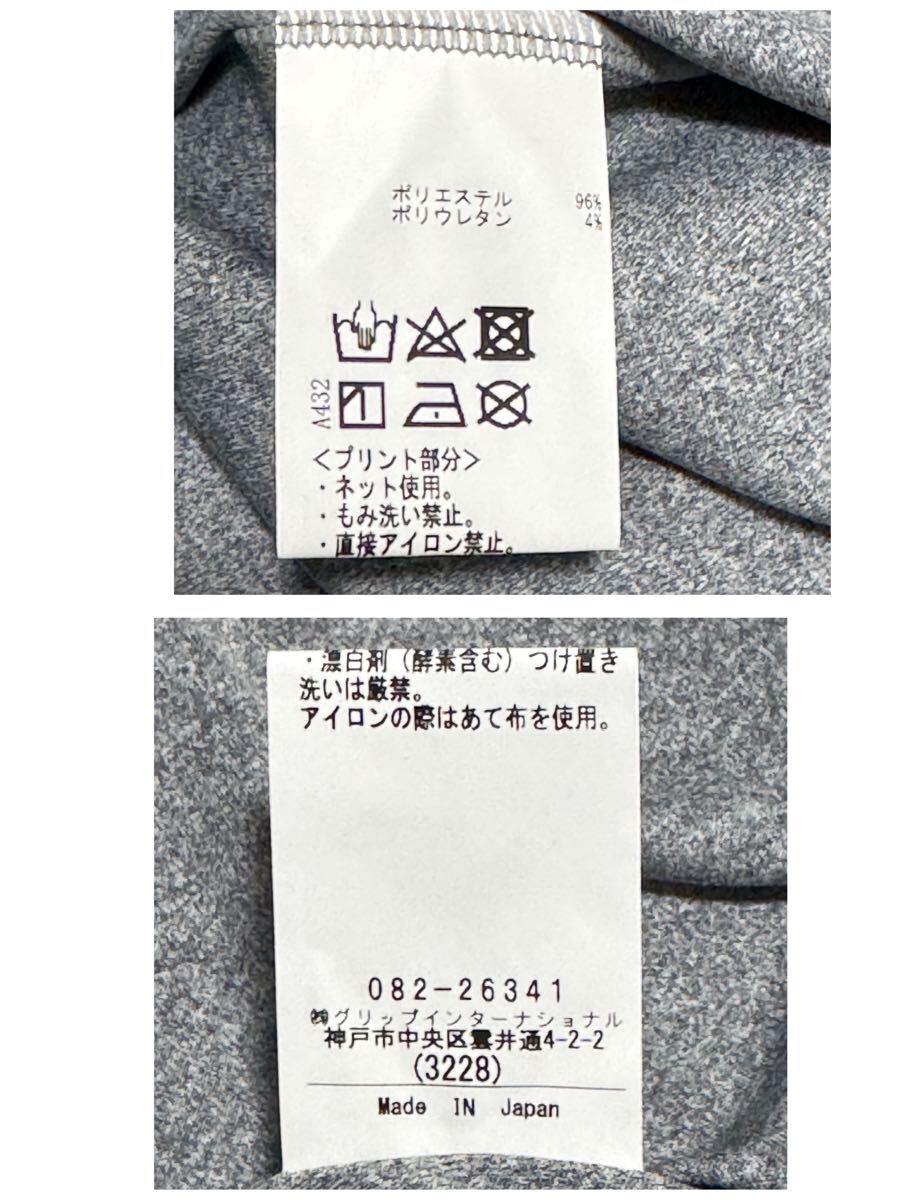 ポリエステル 96%
ポリウレタン 4%
A432
<プリント部分>
・ネット使用。
・もみ洗い禁止。
・直接アイロン禁止。
・漂白剤(酵素含む)つけ置き
洗いは厳禁。
アイロンの際はあて布を使用。
082-26341
㈱グリップインターナショナル
神戸市中央区雲井通4-2-2
(3228)
Made IN Japan